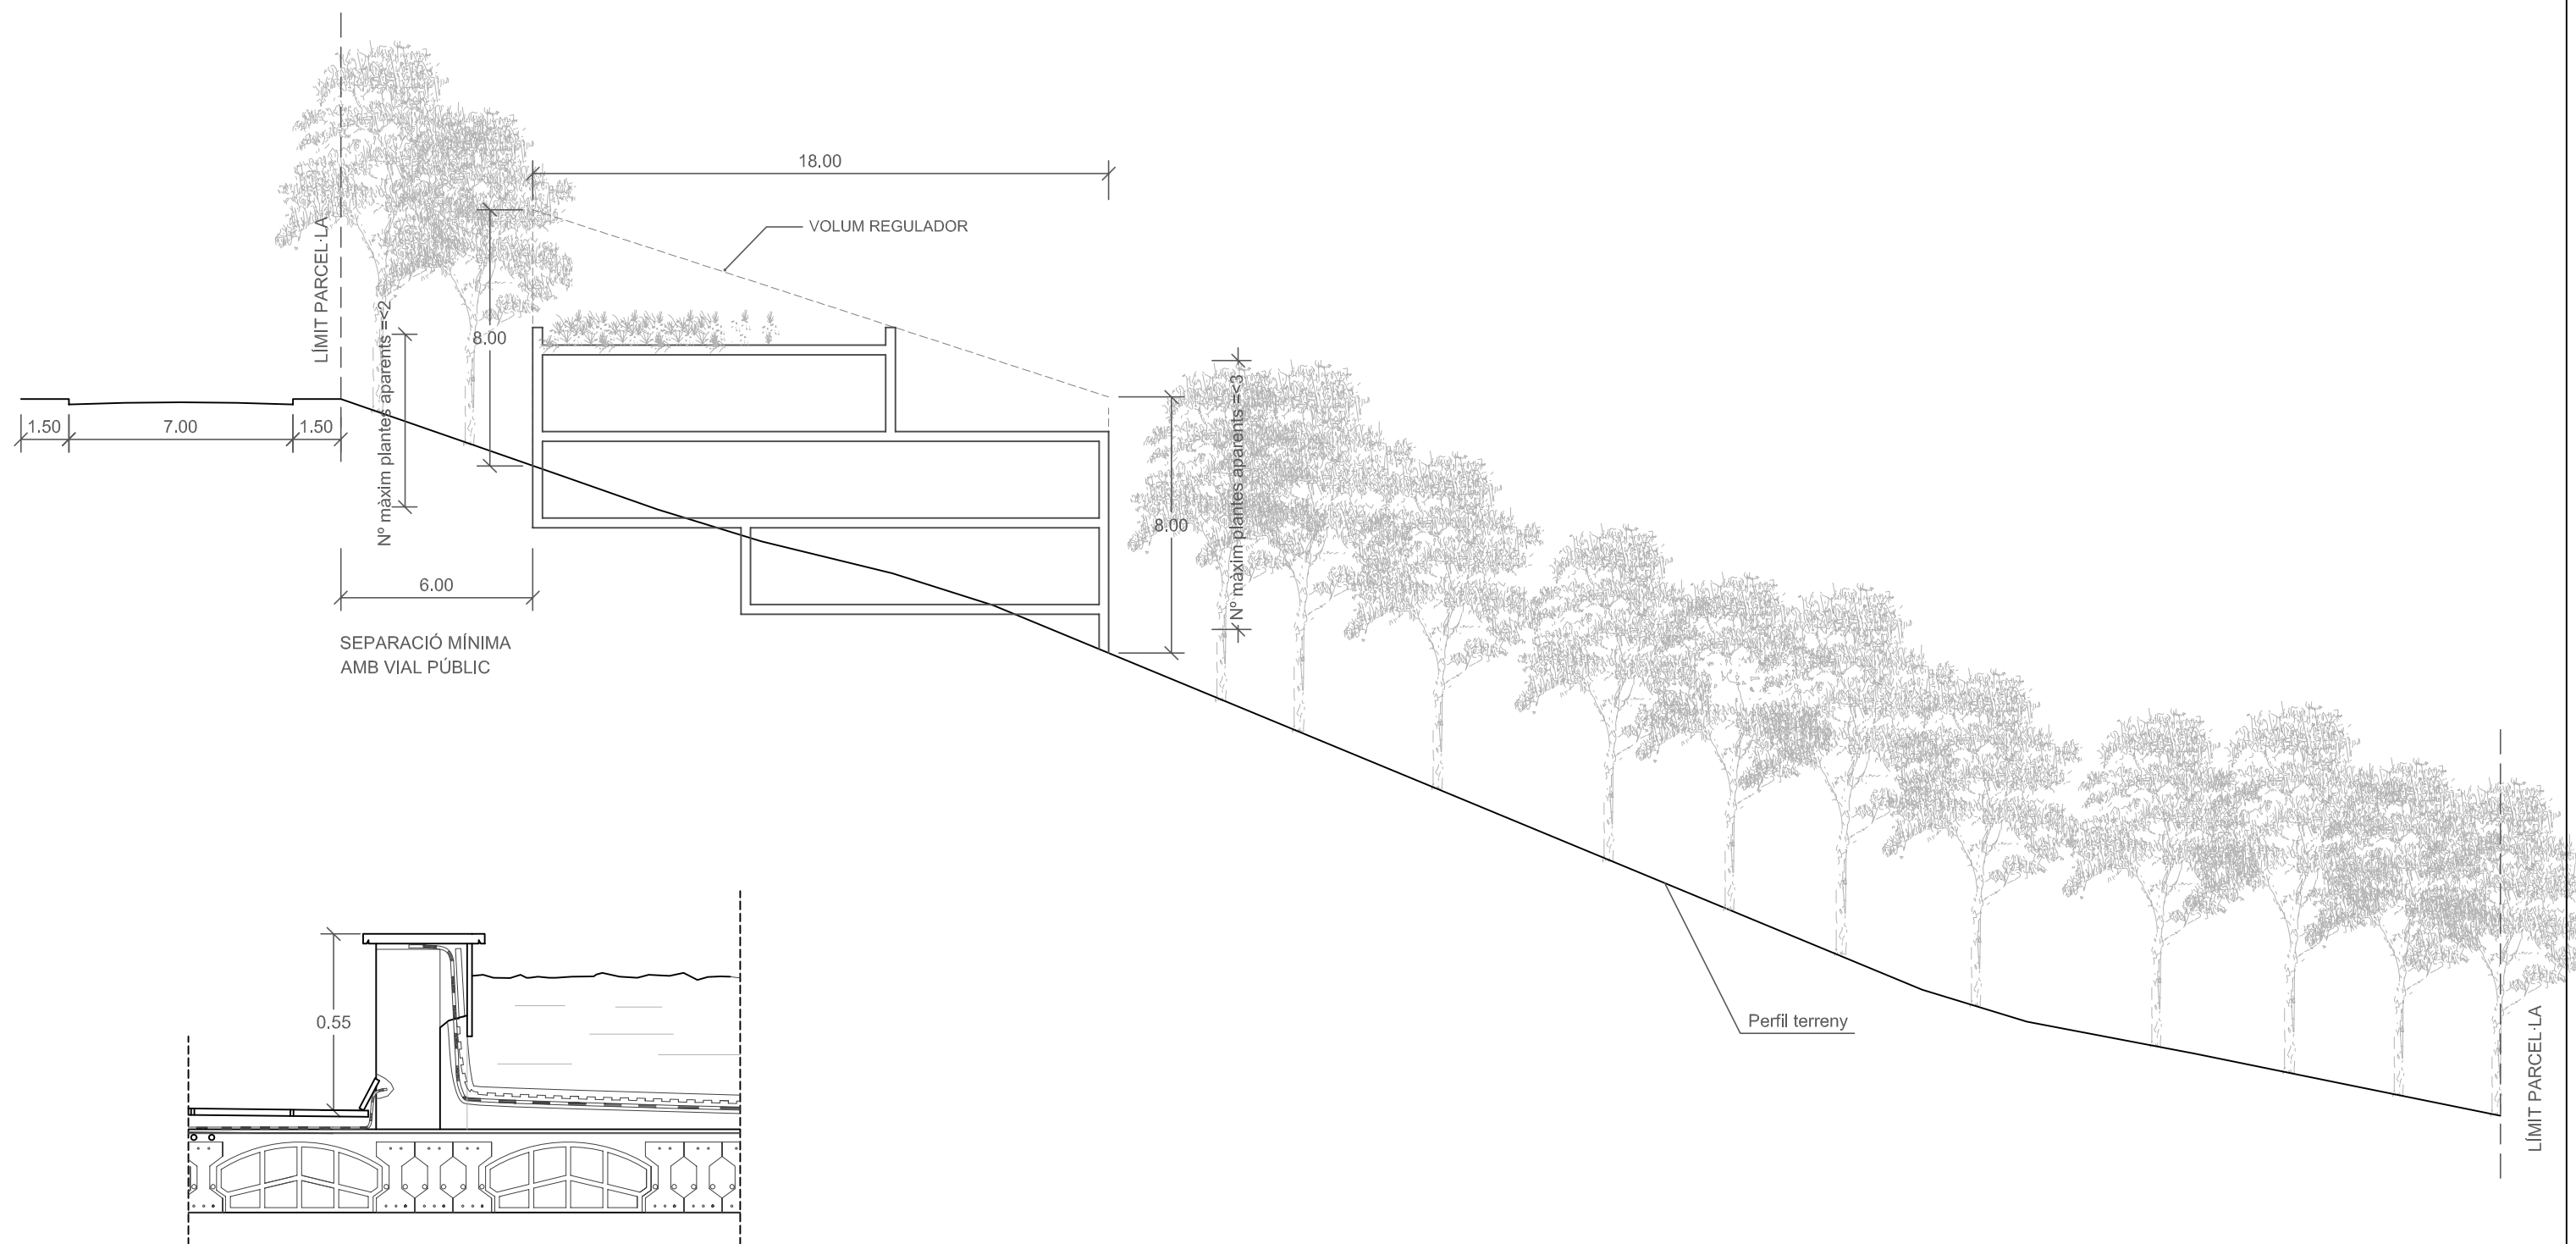 18.00
VOLUM REGULADOR
LÍMIT PARCEL·LA
Nº màxim plantes aparents =<2
8.00
1.50
7.00
1.50
Nº màxim plantes aparents =<3
8.00
6.00
SEPARACIÓ MÍNIMA
AMB VIAL PÚBLIC
0.55
Perfil terreny
LÍMIT PARCEL·LA